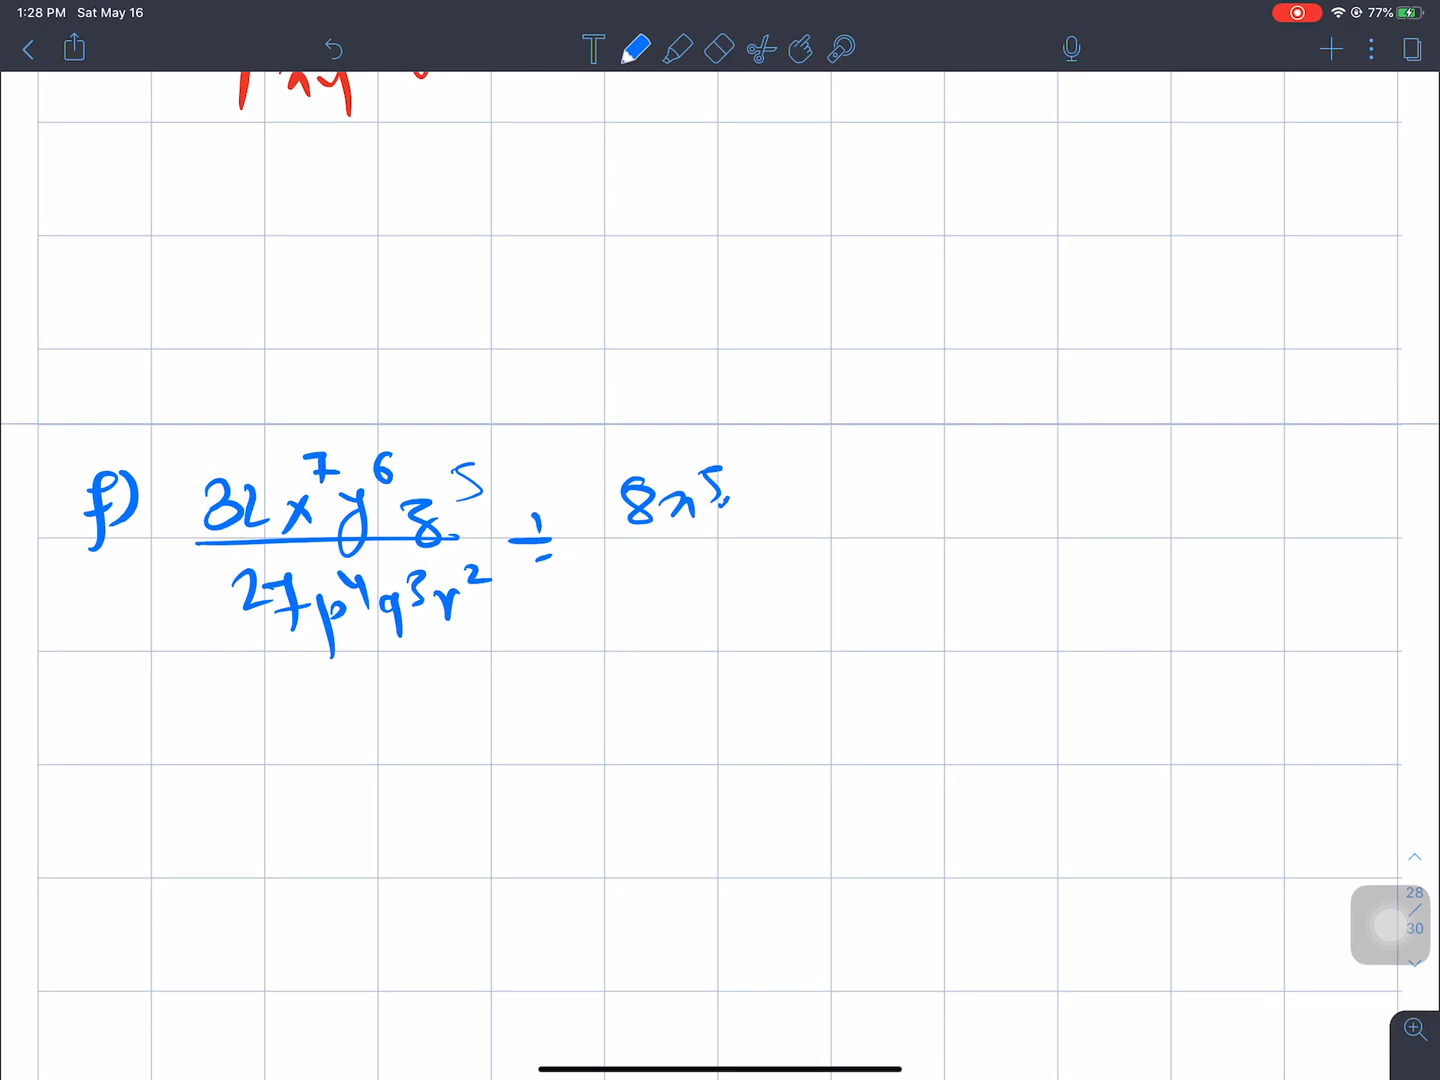 1:28 PM Sat May 16
77%
T
f) 32x⁷y⁶z⁵ ÷ 8x⁵
27p⁴q³r²
28
/
30